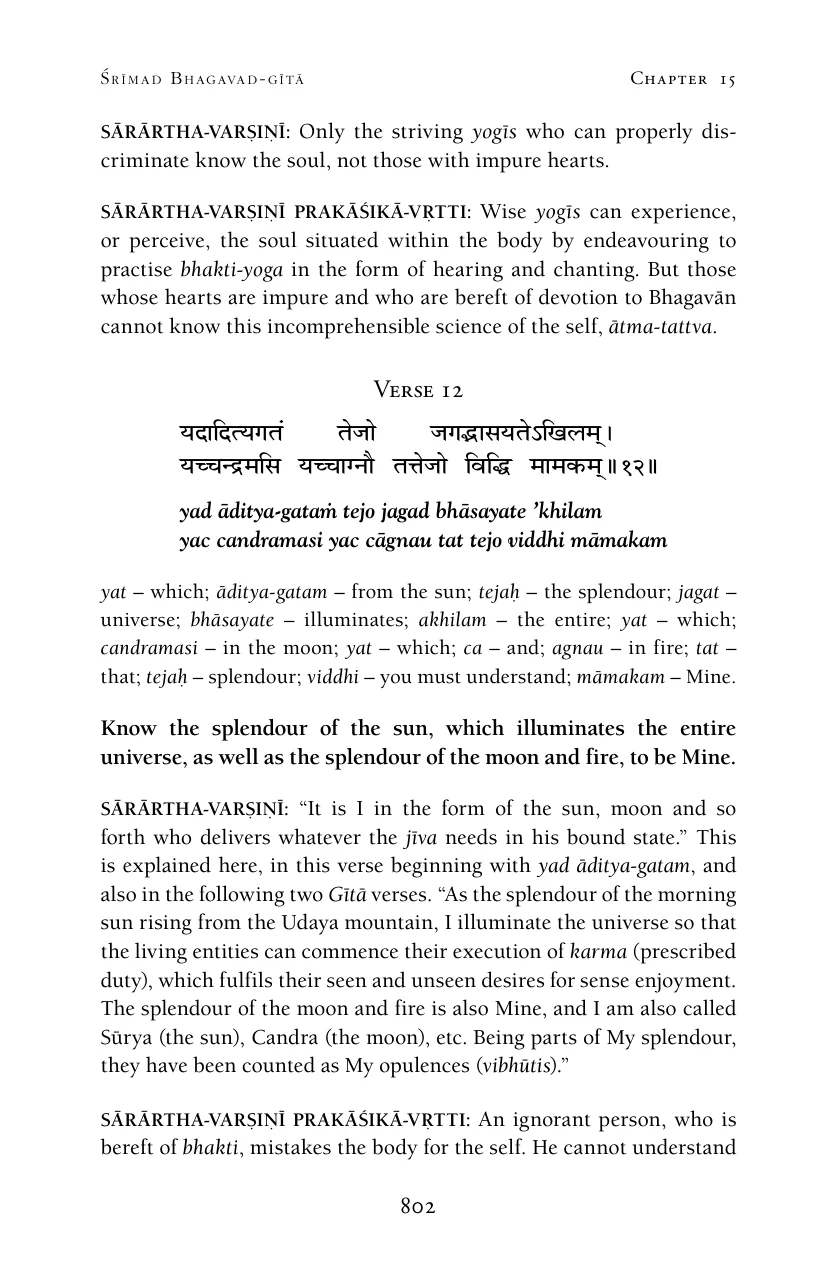 Śrīmad Bhagavad-gītā Chapter 15
SĀRĀRTHA-VARṢIṆĪ: Only the striving yogīs who can properly dis-
criminate know the soul, not those with impure hearts.
SĀRĀRTHA-VARṢIṆĪ PRAKĀŚIKĀ-VṚTTI: Wise yogīs can experience,
or perceive, the soul situated within the body by endeavouring to
practise bhakti-yoga in the form of hearing and chanting. But those
whose hearts are impure and who are bereft of devotion to Bhagavān
cannot know this incomprehensible science of the self, ātma-tattva.
Verse 12
यदादित्यगतं तेजो जगद्भासयतेऽखिलम्।
यच्चन्द्रमसि यच्चाग्नौ तत्तेजो विद्धि मामकम्॥१२॥
yad āditya-gataṁ tejo jagad bhāsayate ’khilam
yac candramasi yac cāgnau tat tejo viddhi māmakam
yat – which; āditya-gatam – from the sun; tejaḥ – the splendour; jagat –
universe; bhāsayate – illuminates; akhilam – the entire; yat – which;
candramasi – in the moon; yat – which; ca – and; agnau – in fire; tat –
that; tejaḥ – splendour; viddhi – you must understand; māmakam – Mine.
Know the splendour of the sun, which illuminates the entire
universe, as well as the splendour of the moon and fire, to be Mine.
SĀRĀRTHA-VARṢIṆĪ: “It is I in the form of the sun, moon and so
forth who delivers whatever the jīva needs in his bound state.” This
is explained here, in this verse beginning with yad āditya-gatam, and
also in the following two Gītā verses. “As the splendour of the morning
sun rising from the Udaya mountain, I illuminate the universe so that
the living entities can commence their execution of karma (prescribed
duty), which fulfils their seen and unseen desires for sense enjoyment.
The splendour of the moon and fire is also Mine, and I am also called
Sūrya (the sun), Candra (the moon), etc. Being parts of My splendour,
they have been counted as My opulences (vibhūtis).”
SĀRĀRTHA-VARṢIṆĪ PRAKĀŚIKĀ-VṚTTI: An ignorant person, who is
bereft of bhakti, mistakes the body for the self. He cannot understand
802